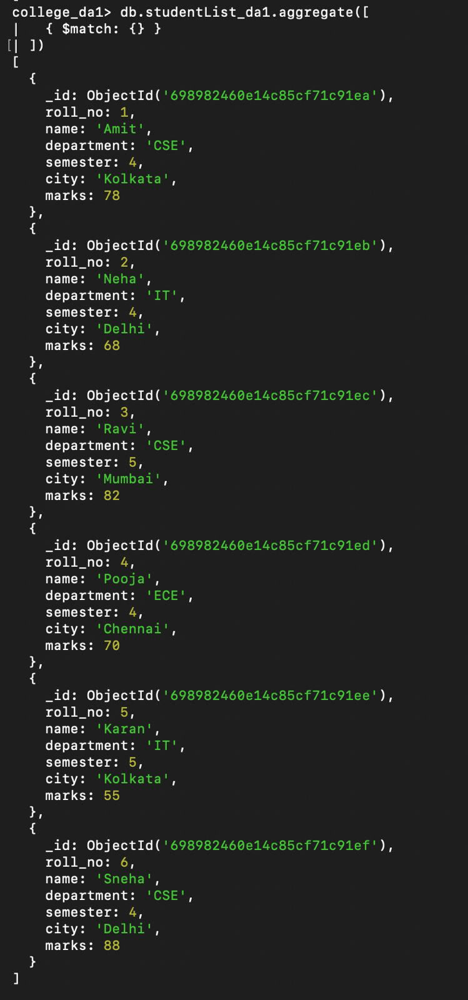 college_da1> db.studentList_da1.aggregate([
|   { $match: {} }
[| ])
[
  {
    _id: ObjectId('698982460e14c85cf71c91ea'),
    roll_no: 1,
    name: 'Amit',
    department: 'CSE',
    semester: 4,
    city: 'Kolkata',
    marks: 78
  },
  {
    _id: ObjectId('698982460e14c85cf71c91eb'),
    roll_no: 2,
    name: 'Neha',
    department: 'IT',
    semester: 4,
    city: 'Delhi',
    marks: 68
  },
  {
    _id: ObjectId('698982460e14c85cf71c91ec'),
    roll_no: 3,
    name: 'Ravi',
    department: 'CSE',
    semester: 5,
    city: 'Mumbai',
    marks: 82
  },
  {
    _id: ObjectId('698982460e14c85cf71c91ed'),
    roll_no: 4,
    name: 'Pooja',
    department: 'ECE',
    semester: 4,
    city: 'Chennai',
    marks: 70
  },
  {
    _id: ObjectId('698982460e14c85cf71c91ee'),
    roll_no: 5,
    name: 'Karan',
    department: 'IT',
    semester: 5,
    city: 'Kolkata',
    marks: 55
  },
  {
    _id: ObjectId('698982460e14c85cf71c91ef'),
    roll_no: 6,
    name: 'Sneha',
    department: 'CSE',
    semester: 4,
    city: 'Delhi',
    marks: 88
  }
]